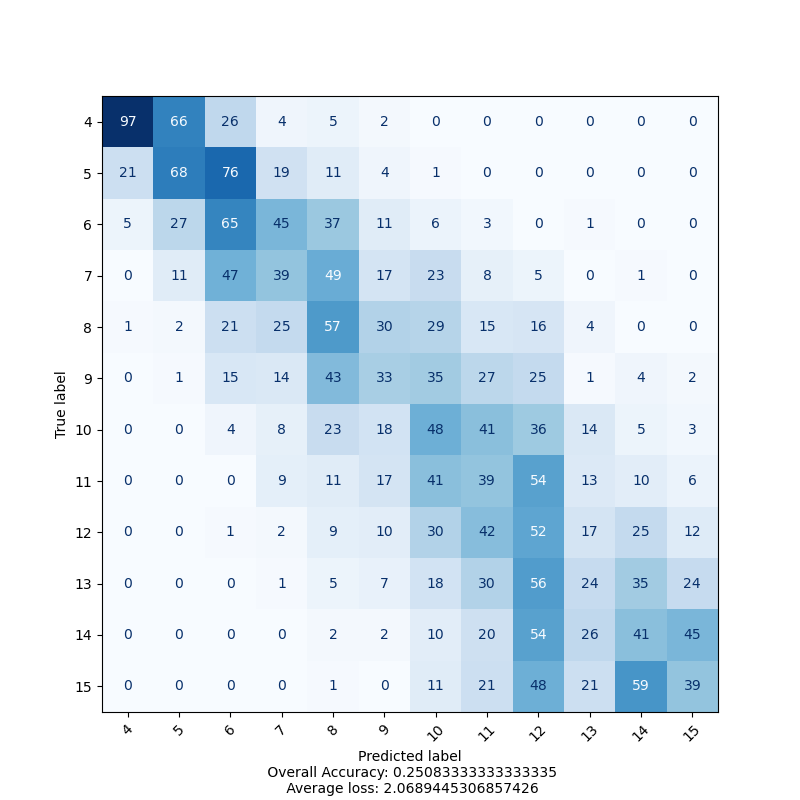 4 97 66 26 4 5 2 0 0 0 0 0 0
5 21 68 76 19 11 4 1 0 0 0 0 0
6 5 27 65 45 37 11 6 3 0 1 0 0
7 0 11 47 39 49 17 23 8 5 0 1 0
8 1 2 21 25 57 30 29 15 16 4 0 0
9 0 1 15 14 43 33 35 27 25 1 4 2
True label
10 0 0 4 8 23 18 48 41 36 14 5 3
11 0 0 0 9 11 17 41 39 54 13 10 6
12 0 0 1 2 9 10 30 42 52 17 25 12
13 0 0 0 1 5 7 18 30 56 24 35 24
14 0 0 0 0 2 2 10 20 54 26 41 45
15 0 0 0 0 1 0 11 21 48 21 59 39
4 5 6 7 8 9 10 11 12 13 14 15
Predicted label
Overall Accuracy: 0.25083333333333335
Average loss: 2.0689445306857426